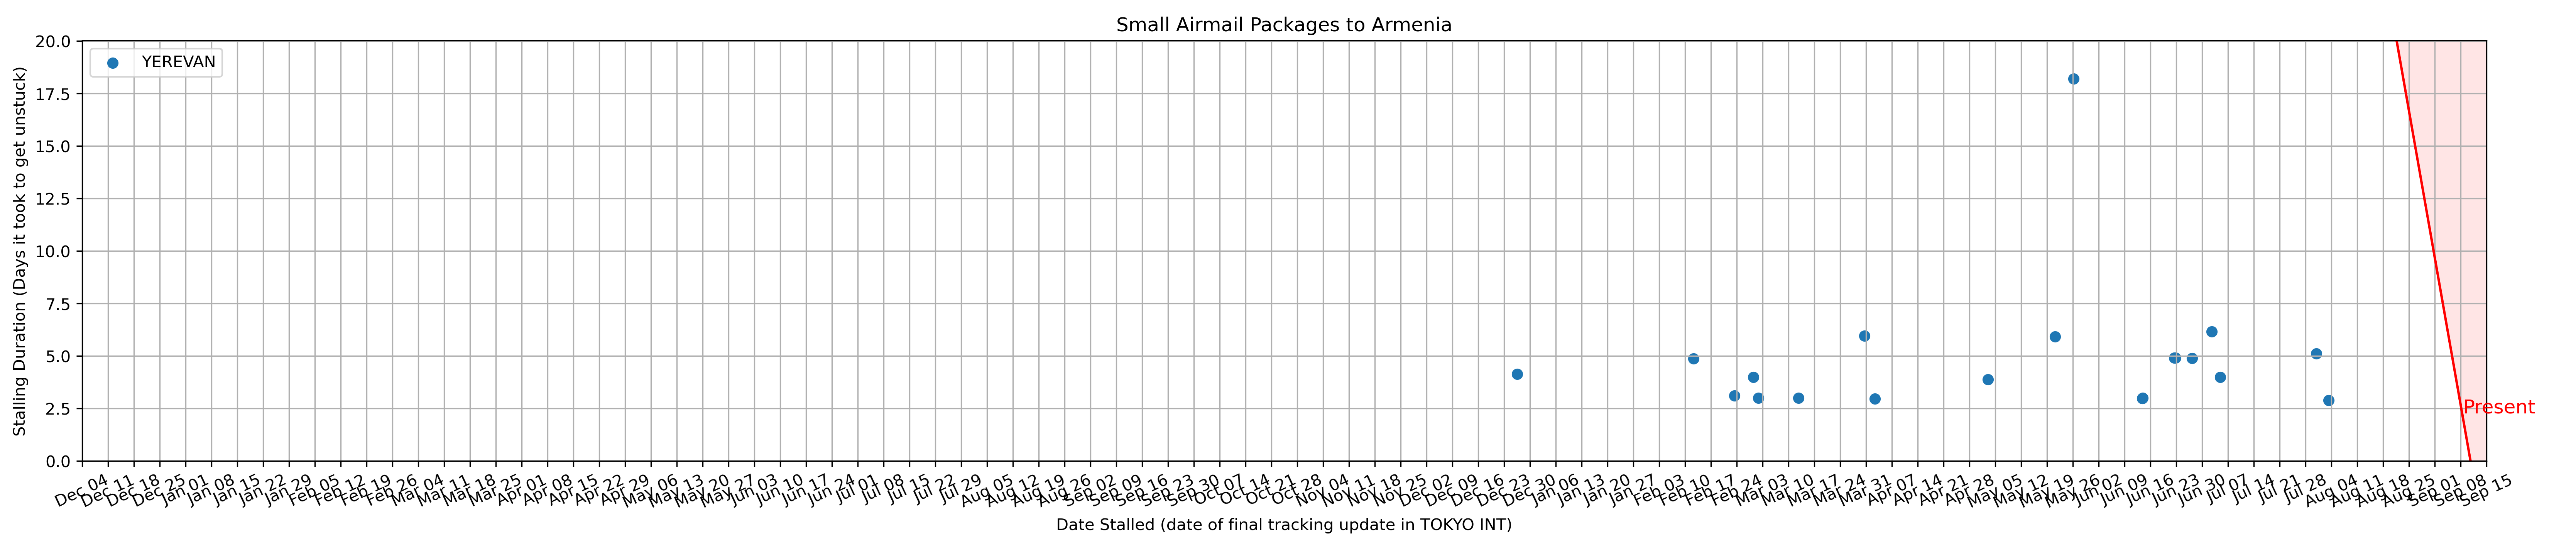 Small Airmail Packages to Armenia
YEREVAN
Stalling Duration (Days it took to get unstuck)
20.0
17.5
15.0
12.5
10.0
7.5
5.0
2.5
0.0
Present
Dec 04
Dec 11
Dec 18
Dec 25
Jan 01
Jan 08
Jan 15
Jan 22
Jan 29
Feb 05
Feb 12
Feb 19
Feb 26
Mar 04
Mar 11
Mar 18
Mar 25
Apr 01
Apr 08
Apr 15
Apr 22
Apr 29
May 06
May 13
May 20
May 27
Jun 03
Jun 10
Jun 17
Jun 24
Jul 01
Jul 08
Jul 15
Jul 22
Jul 29
Aug 05
Aug 12
Aug 19
Aug 26
Sep 02
Sep 09
Sep 16
Sep 23
Sep 30
Oct 07
Oct 14
Oct 21
Oct 28
Nov 04
Nov 11
Nov 18
Nov 25
Dec 02
Dec 09
Dec 16
Dec 23
Dec 30
Jan 06
Jan 13
Jan 20
Jan 27
Feb 03
Feb 10
Feb 17
Feb 24
Mar 03
Mar 10
Mar 17
Mar 24
Mar 31
Apr 07
Apr 14
Apr 21
Apr 28
May 05
May 12
May 19
May 26
Jun 02
Jun 09
Jun 16
Jun 23
Jun 30
Jul 07
Jul 14
Jul 21
Jul 28
Aug 04
Aug 11
Aug 18
Aug 25
Sep 01
Sep 08
Sep 15
Date Stalled (date of final tracking update in TOKYO INT)